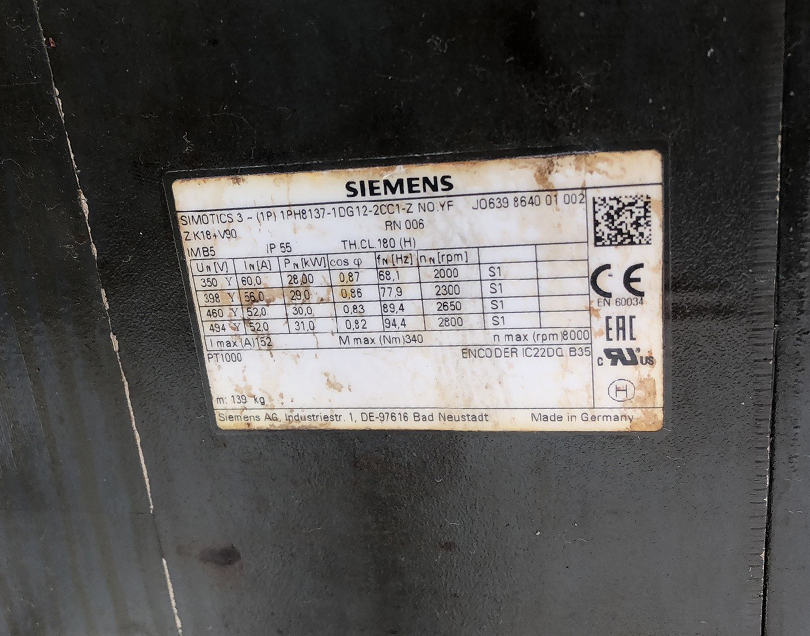 SIEMENS
SIMOTICS 3 ~ (1P) 1PH8137-1DG12-2CC1-Z NO.YF J0639 8640 01 002
Z:K18+V90 RN 006
IMB5 IP 55 TH.CL.180 (H)
U N [V] I N [A] P N [kW] cos φ f N [Hz] n N [rpm]
350 Y 60,0 28,00 0,87 68,1 2000 S1
398 Y 56,0 29,0 0,86 77,9 2300 S1
460 Y 52,0 30,0 0,83 89,4 2650 S1
494 Y 52,0 31,0 0,82 94,4 2800 S1
I max (A) 152 M max (Nm) 340 n max (rpm) 8000
PT1000 ENCODER IC22DQ B35
m: 139 kg
Siemens AG, Industriestr. 1, DE-97616 Bad Neustadt Made in Germany
CE
EN 60034
EAC
c RU US
H